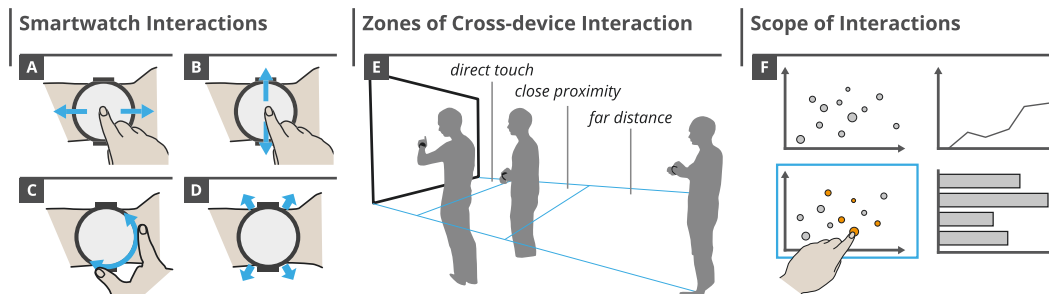 Smartwatch Interactions
A
B
C
D
Zones of Cross-device Interaction
E
direct touch
close proximity
far distance
Scope of Interactions
F